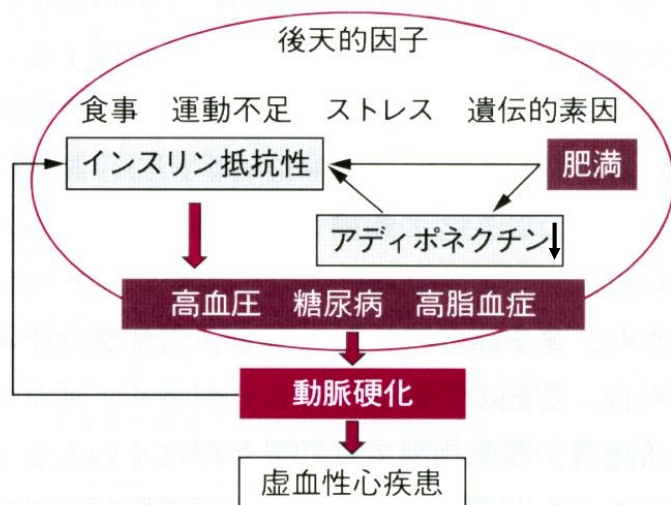 後天的因子
食事 運動不足 ストレス 遺伝的素因
インスリン抵抗性 肥満
アディポネクチン↓
高血圧 糖尿病 高脂血症
動脈硬化
虚血性心疾患